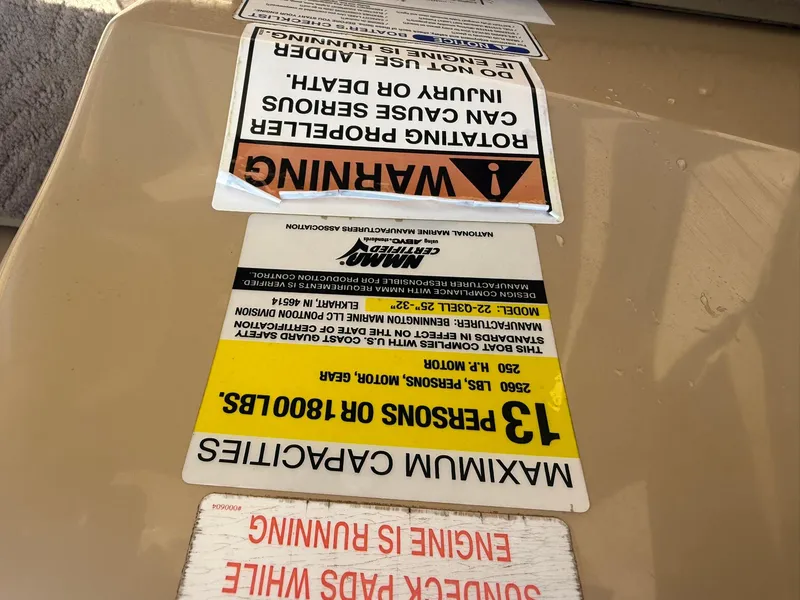 SUNDECK PADS WHILE
ENGINE IS RUNNING
#000604
MAXIMUM CAPACITIES
13 PERSONS OR 1800 LBS.
2560 LBS, PERSONS, MOTOR, GEAR
250 H.P. MOTOR
THIS BOAT COMPLIES WITH U.S. COAST GUARD SAFETY
STANDARDS IN EFFECT ON THE DATE OF CERTIFICATION
MANUFACTURER: BENNINGTON MARINE LLC PONTOON DIVISION
ELKHART, IN 46514
MODEL: 22-Q3ELL 25"-32"
DESIGN COMPLIANCE WITH NMMA REQUIREMENTS BELOW
IS VERIFIED. MANUFACTURER RESPONSIBLE FOR PRODUCTION CONTROL.
NMMA®
CERTIFIED
using ABYC standards
NATIONAL MARINE MANUFACTURERS ASSOCIATION
WARNING
ROTATING PROPELLER
CAN CAUSE SERIOUS
INJURY OR DEATH.
DO NOT USE LADDER
IF ENGINE IS RUNNING.
NOTICE BOATER'S CHECKLIST